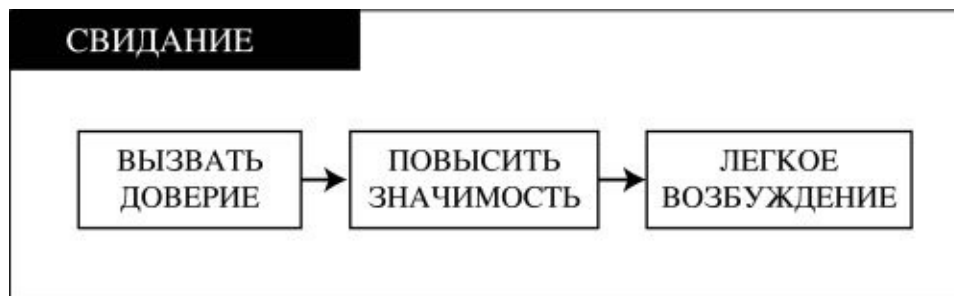 СВИДАНИЕ
ВЫЗВАТЬ
ДОВЕРИЕ
ПОВЫСИТЬ
ЗНАЧИМОСТЬ
ЛЕГКОЕ
ВОЗБУЖДЕНИЕ